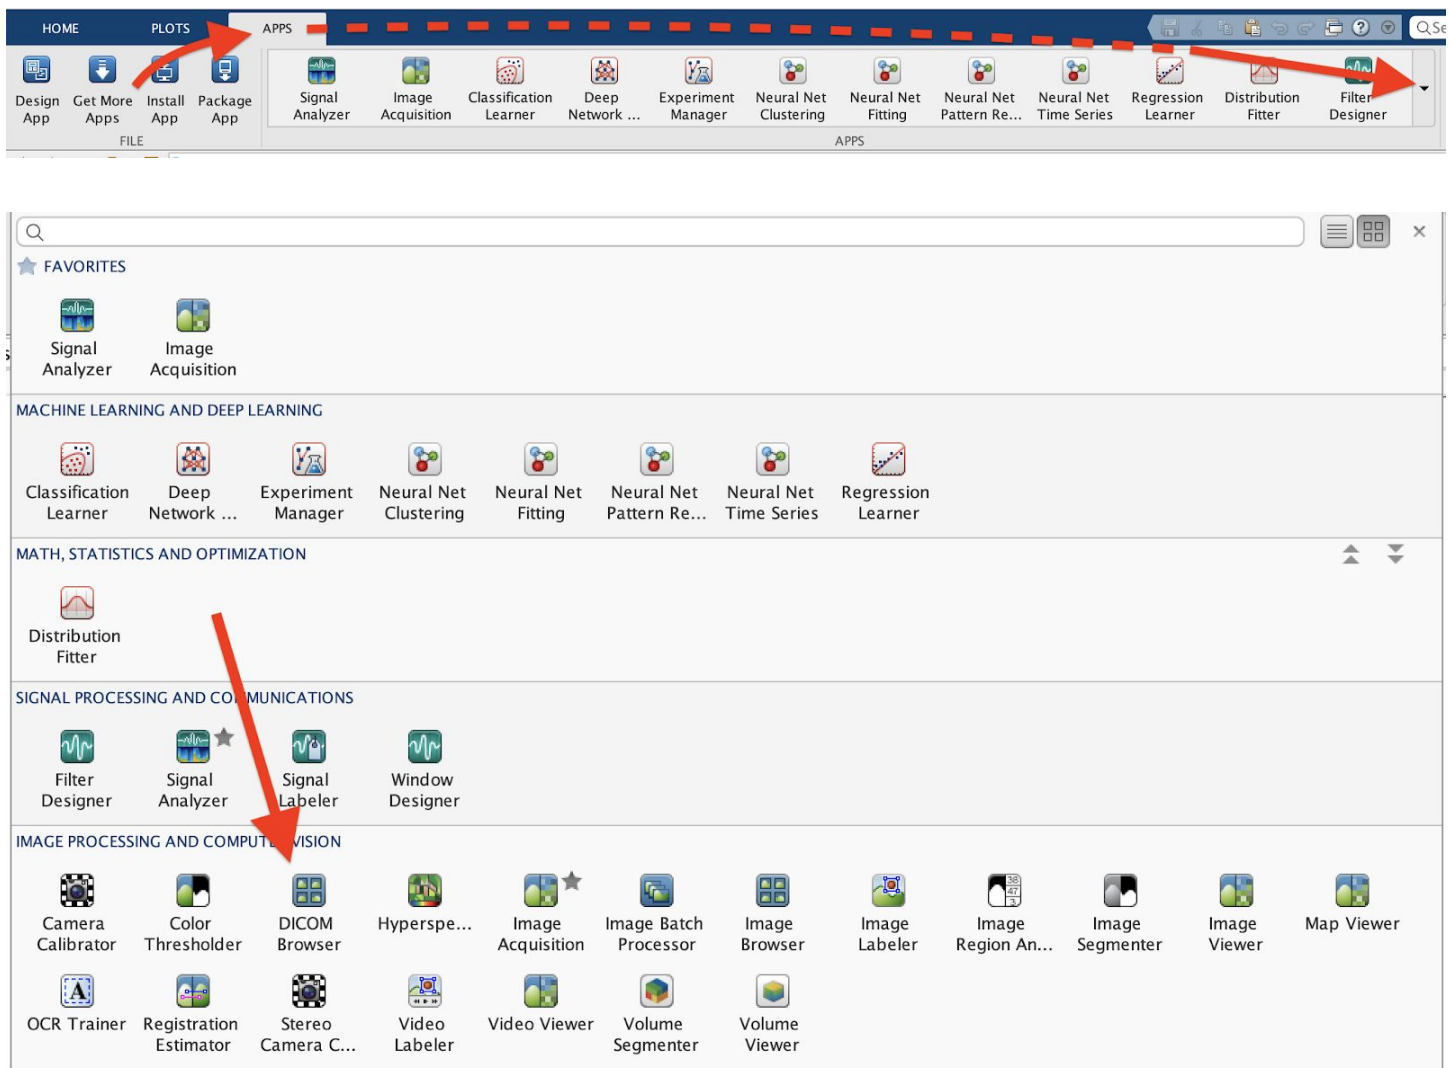 HOME PLOTS APPS
Se
Design Get More Install Package Signal Image Classification Deep Experiment Neural Net Neural Net Neural Net Neural Net Regression Distribution Filter
App Apps App App Analyzer Acquisition Learner Network ... Manager Clustering Fitting Pattern Re... Time Series Learner Fitter Designer
FILE APPS
FAVORITES
Signal Image
Analyzer Acquisition
MACHINE LEARNING AND DEEP LEARNING
Classification Deep Experiment Neural Net Neural Net Neural Net Neural Net Regression
Learner Network ... Manager Clustering Fitting Pattern Re... Time Series Learner
MATH, STATISTICS AND OPTIMIZATION
Distribution
Fitter
SIGNAL PROCESSING AND COMMUNICATIONS
Filter Signal Signal Window
Designer Analyzer Labeler Designer
IMAGE PROCESSING AND COMPUTER VISION
Camera Color DICOM Hyperspe... Image Image Batch Image Image Image Image Image Map Viewer
Calibrator Thresholder Browser Acquisition Processor Browser Labeler Region An... Segmenter Viewer
OCR Trainer Registration Stereo Video Video Viewer Volume Volume
Estimator Camera C... Labeler Segmenter Viewer